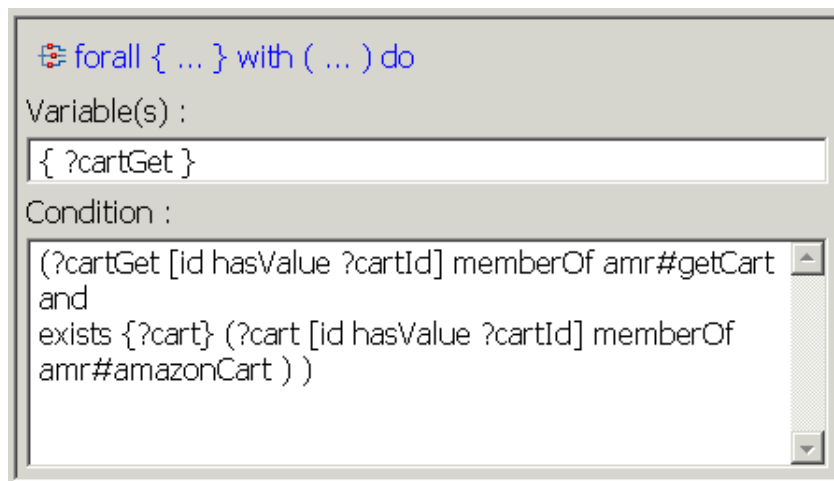 forall { ... } with ( ... ) do
Variable(s) :
{ ?cartGet }
Condition :
(?cartGet [id hasValue ?cartId] memberOf amr#getCart
and
exists {?cart} (?cart [id hasValue ?cartId] memberOf
amr#amazonCart ) )